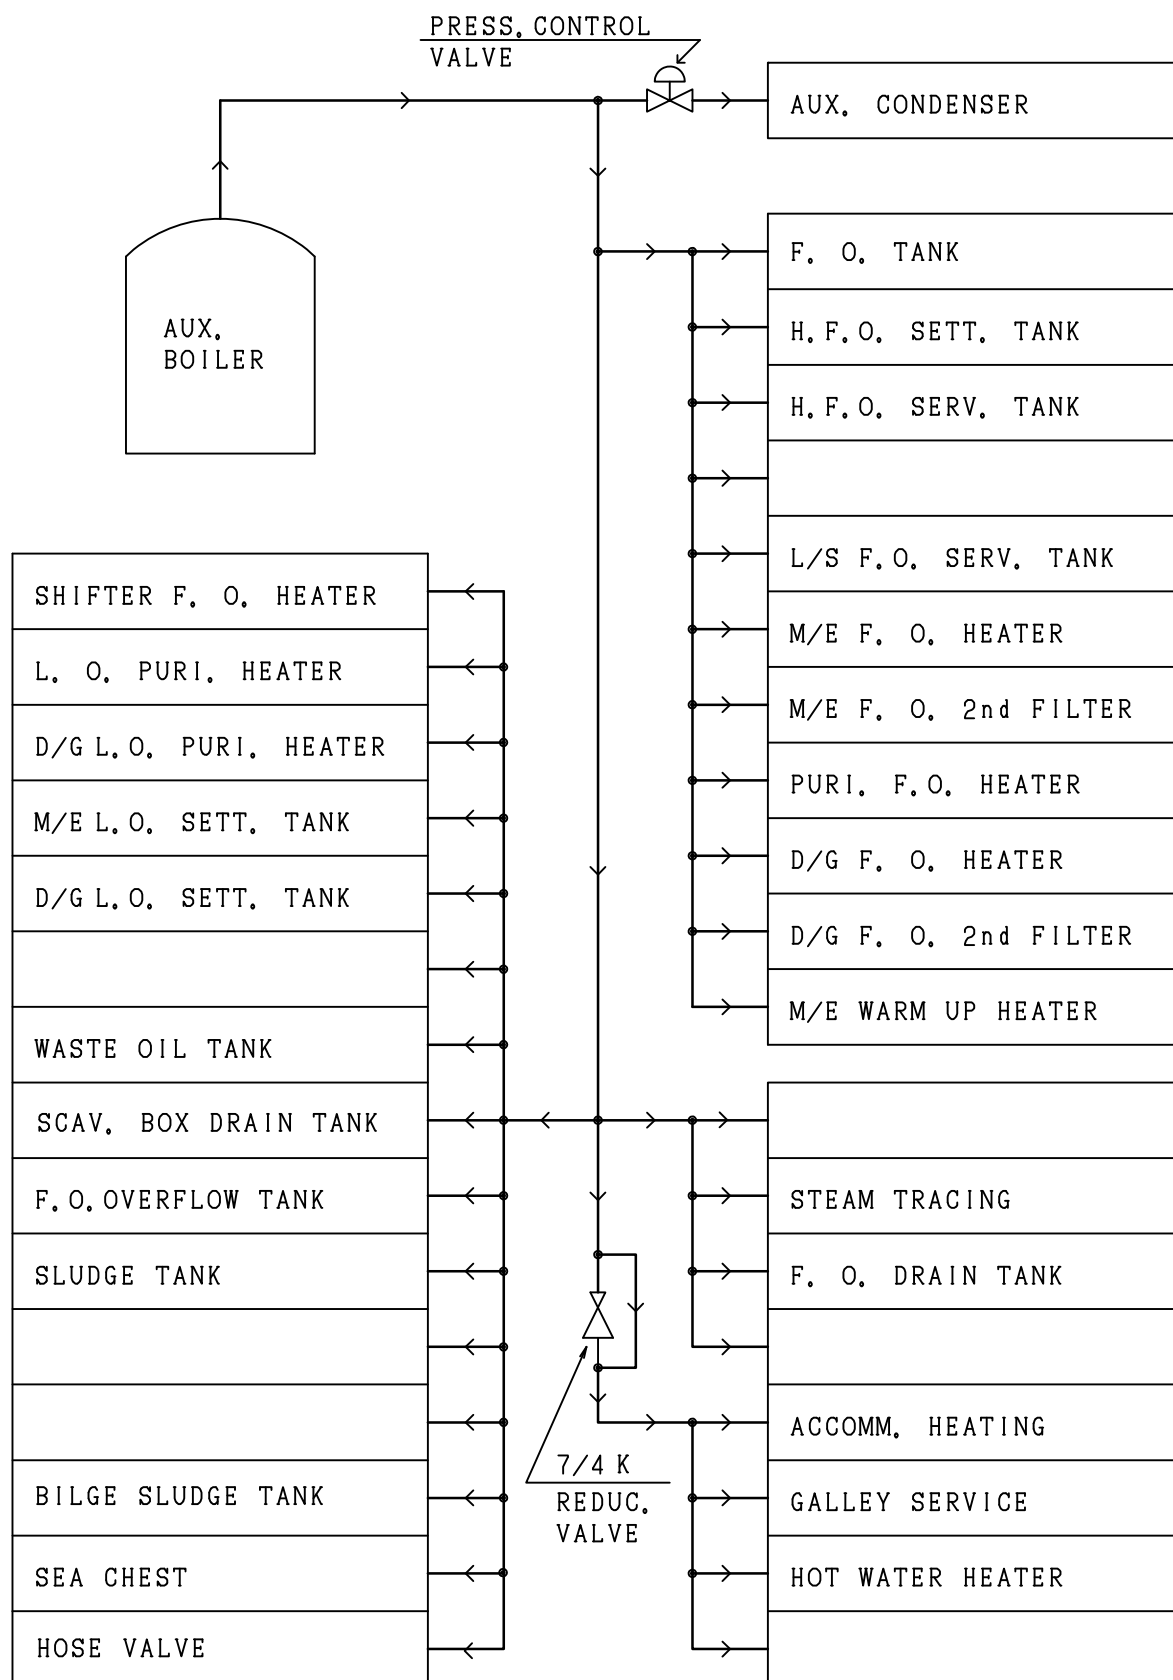 PRESS. CONTROL
VALVE
AUX. CONDENSER
AUX.
BOILER
F. O. TANK
H.F.O. SETT. TANK
H.F.O. SERV. TANK
L/S F.O. SERV. TANK
M/E F. O. HEATER
M/E F. O. 2nd FILTER
PURI. F.O. HEATER
D/G F. O. HEATER
D/G F. O. 2nd FILTER
M/E WARM UP HEATER
SHIFTER F. O. HEATER
L. O. PURI. HEATER
D/G L.O. PURI. HEATER
M/E L.O. SETT. TANK
D/G L.O. SETT. TANK
WASTE OIL TANK
SCAV. BOX DRAIN TANK
F.O.OVERFLOW TANK
SLUDGE TANK
BILGE SLUDGE TANK
SEA CHEST
HOSE VALVE
7/4 K
REDUC.
VALVE
STEAM TRACING
F. O. DRAIN TANK
ACCOMM. HEATING
GALLEY SERVICE
HOT WATER HEATER